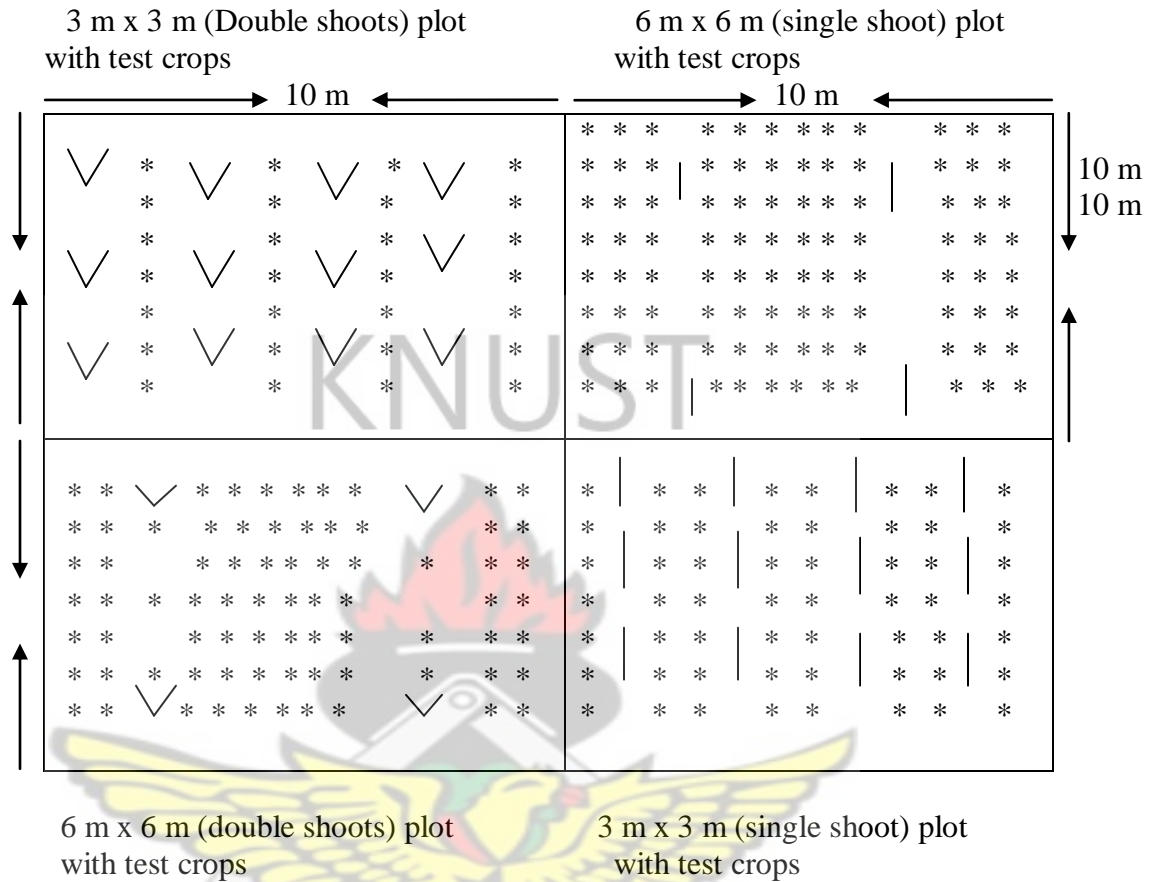 3 m x 3 m (Double shoots) plot
with test crops
6 m x 6 m (single shoot) plot
with test crops
10 m
10 m
10 m
10 m
KNUST
6 m x 6 m (double shoots) plot
with test crops
3 m x 3 m (single shoot) plot
with test crops